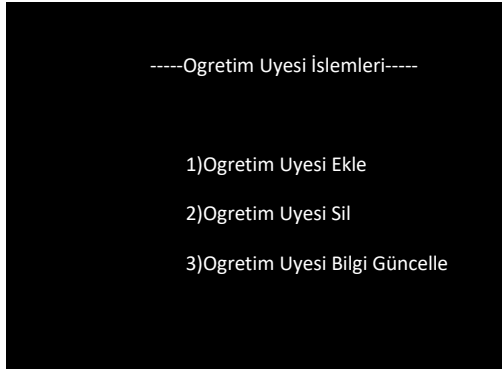 -----Ogretim Uyesi İslemleri-----
1)Ogretim Uyesi Ekle
2)Ogretim Uyesi Sil
3)Ogretim Uyesi Bilgi Güncelle